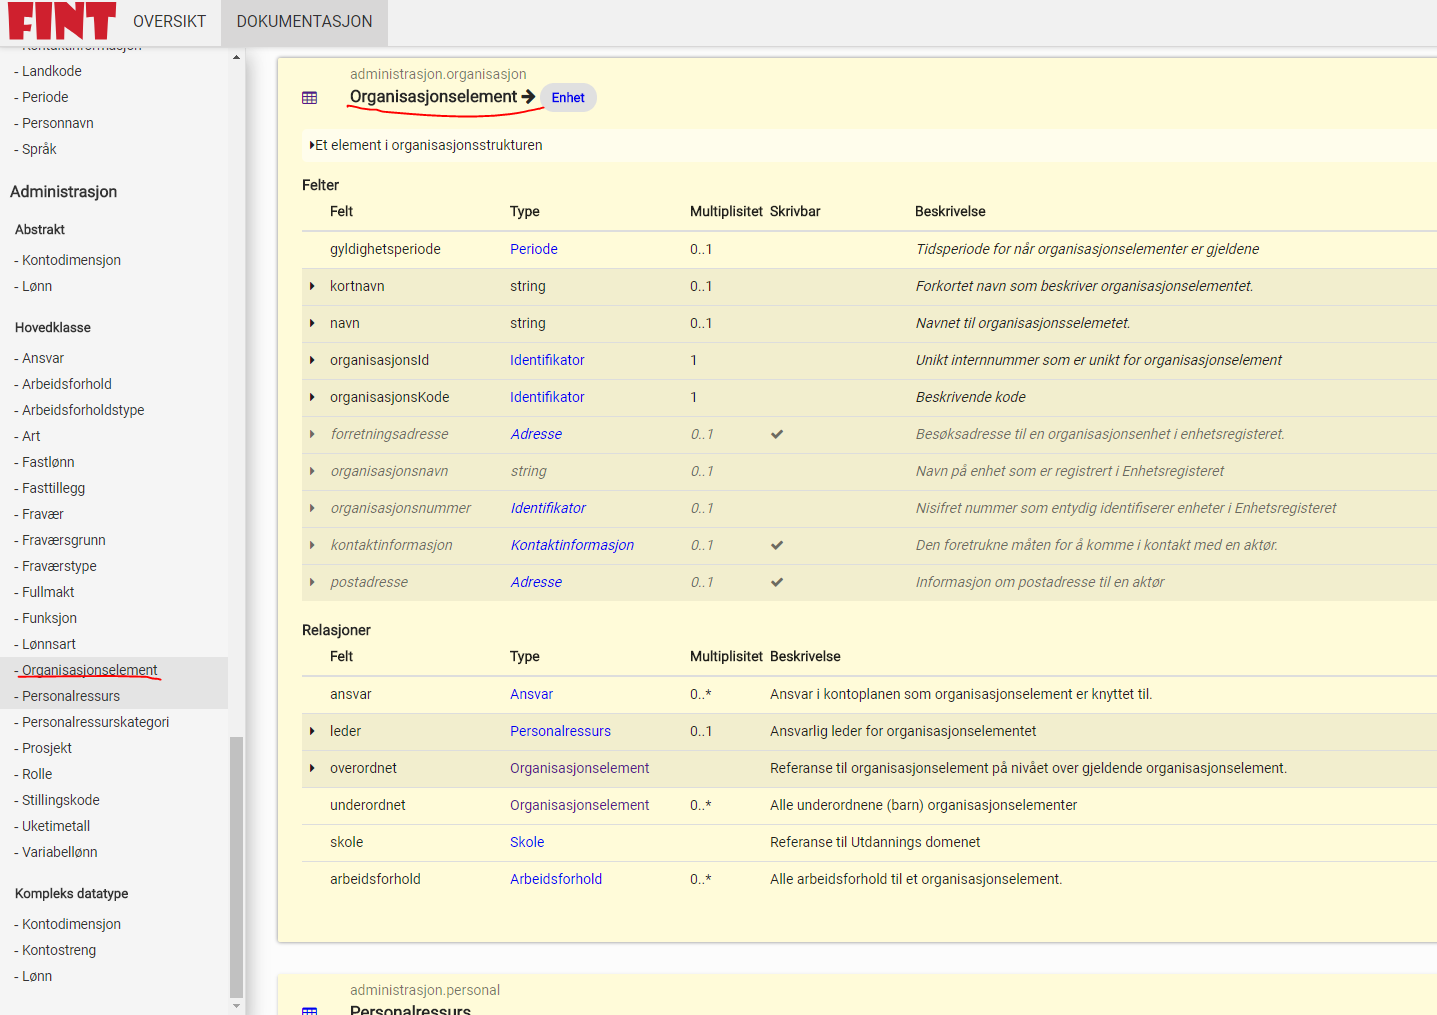 FINT OVERSIKT DOKUMENTASJON
- Kontaktinformasjon
- Landkode
- Periode
- Personnavn
- Språk
Administrasjon
Abstrakt
- Kontodimensjon
- Lønn
Hovedklasse
- Ansvar
- Arbeidsforhold
- Arbeidsforholdstype
- Art
- Fastlønn
- Fasttillegg
- Fravær
- Fraværsgrunn
- Fraværstype
- Fullmakt
- Funksjon
- Lønnsart
- Organisasjonselement
- Personalressurs
- Personalressurskategori
- Prosjekt
- Rolle
- Stillingskode
- Uketimetall
- Variabellønn
Kompleks datatype
- Kontodimensjon
- Kontostreng
- Lønn
administrasjon.organisasjon
Organisasjonselement → Enhet
Et element i organisasjonsstrukturen
Felter
Felt Type Multiplisitet Skrivbar Beskrivelse
gyldighetsperiode Periode 0..1 Tidsperiode for når organisasjonselementer er gjeldene
kortnavn string 0..1 Forkortet navn som beskriver organisasjonselementet.
navn string 0..1 Navnet til organisasjonsselemetet.
organisasjonsId Identifikator 1 Unikt internnummer som er unikt for organisasjonselement
organisasjonsKode Identifikator 1 Beskrivende kode
forretningsadresse Adresse 0..1 ✔ Besøksadresse til en organisasjonsenhet i enhetsregisteret.
organisasjonsnavn string 0..1 Navn på enhet som er registrert i Enhetsregisteret
organisasjonsnummer Identifikator 0..1 Nisifret nummer som entydig identifiserer enheter i Enhetsregisteret
kontaktinformasjon Kontaktinformasjon 0..1 ✔ Den foretrukne måten for å komme i kontakt med en aktør.
postadresse Adresse 0..1 ✔ Informasjon om postadresse til en aktør
Relasjoner
Felt Type Multiplisitet Beskrivelse
ansvar Ansvar 0..* Ansvar i kontoplanen som organisasjonselement er knyttet til.
leder Personalressurs 0..1 Ansvarlig leder for organisasjonselementet
overordnet Organisasjonselement Referanse til organisasjonselement på nivået over gjeldende organisasjonselement.
underordnet Organisasjonselement 0..* Alle underordnene (barn) organisasjonselementer
skole Skole Referanse til Utdannings domenet
arbeidsforhold Arbeidsforhold 0..* Alle arbeidsforhold til et organisasjonselement.
administrasjon.personal
Personalressurs